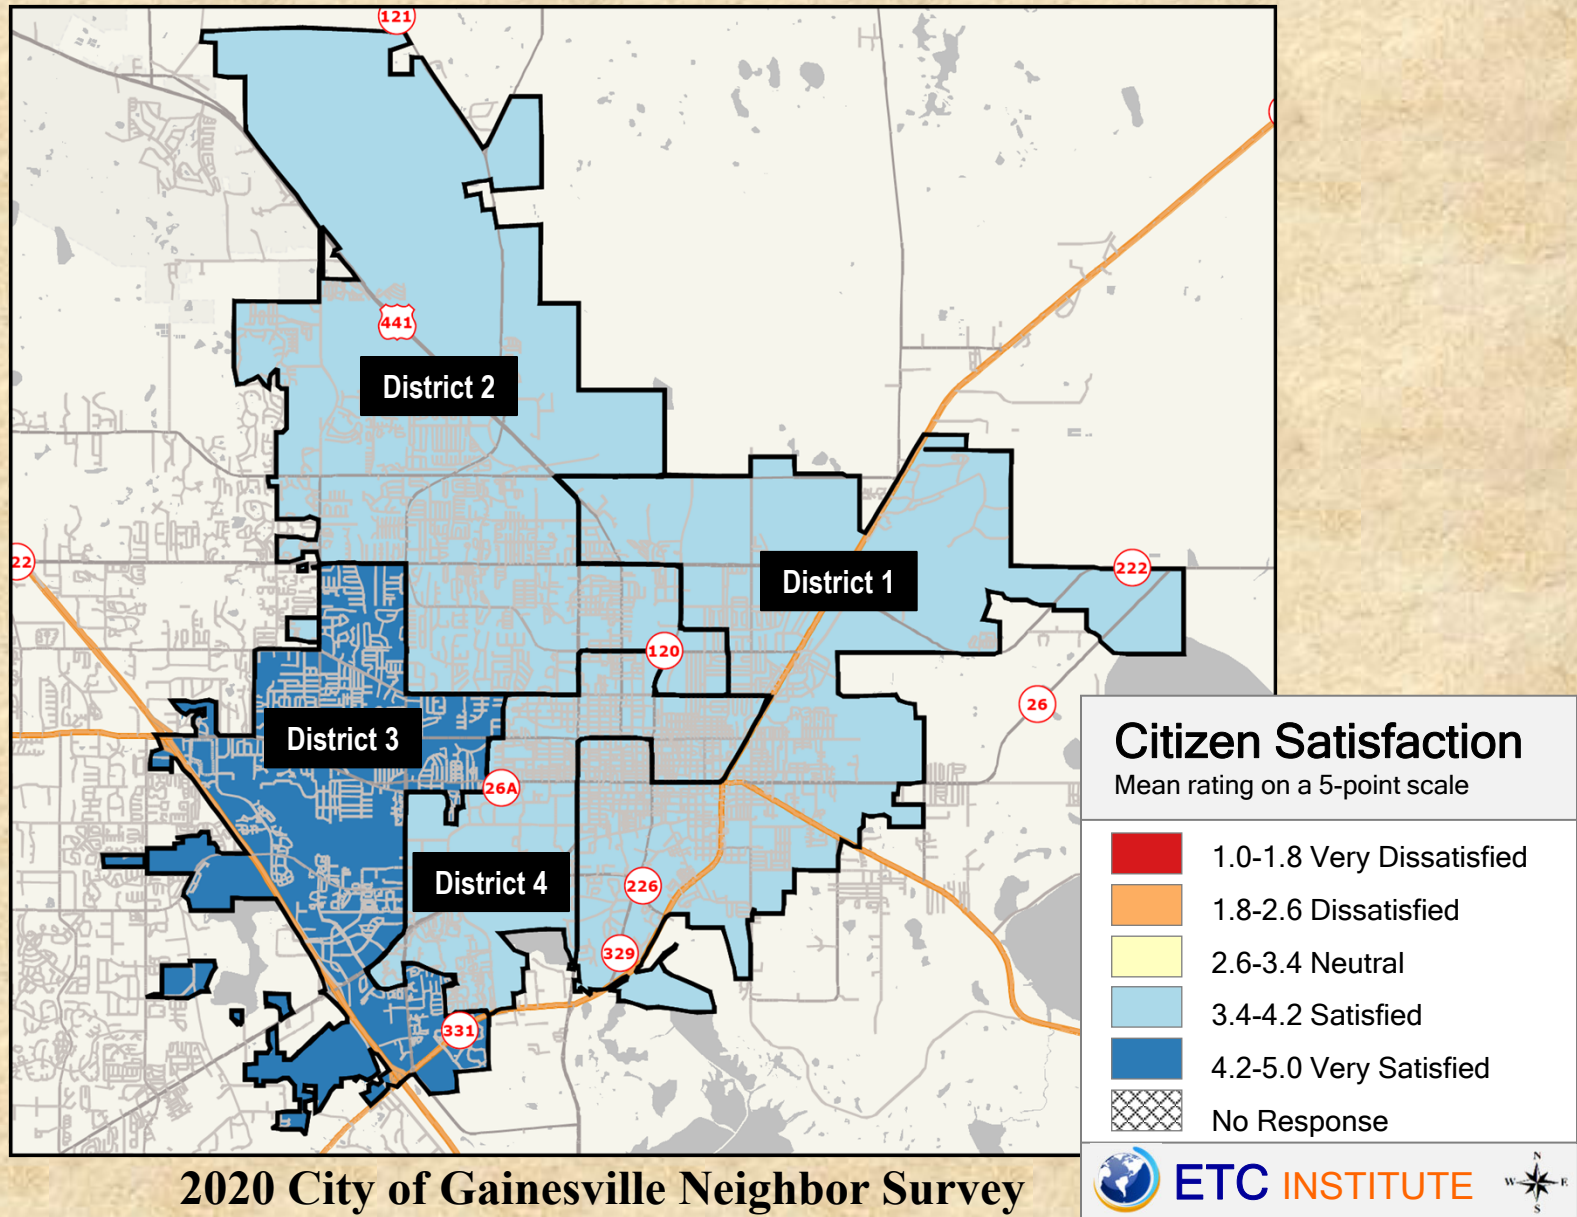 121
441
District 2
22
District 1
222
120
26
District 3
26A
District 4
226
329
331
Citizen Satisfaction
Mean rating on a 5-point scale
1.0-1.8 Very Dissatisfied
1.8-2.6 Dissatisfied
2.6-3.4 Neutral
3.4-4.2 Satisfied
4.2-5.0 Very Satisfied
No Response
ETC INSTITUTE
N
W E
S
2020 City of Gainesville Neighbor Survey